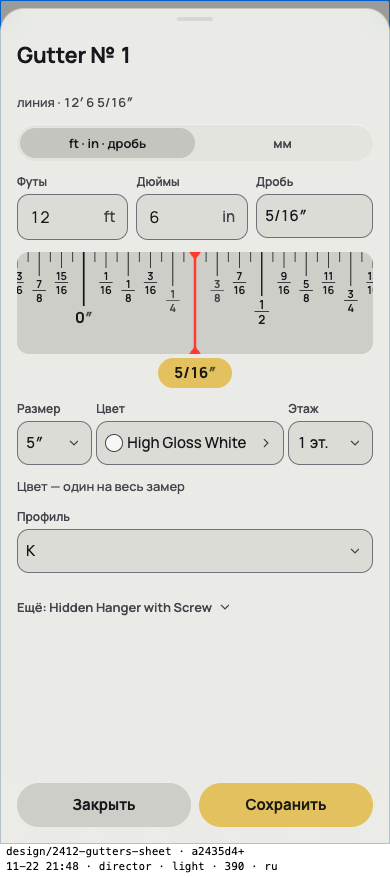 Gutter № 1
линия · 12′ 6 5/16″
ft · in · дробь
мм
Футы
Дюймы
Дробь
12 ft
6 in
5/16″
7/8 15/16 1/16 1/8 3/16 1/4 3/8 7/16 9/16 5/8 11/16 3/4
0″ 1/2
5/16″
Размер
Цвет
Этаж
5″
High Gloss White
1 эт.
Цвет — один на весь замер
Профиль
K
Ещё: Hidden Hanger with Screw
Закрыть
Сохранить
design/2412-gutters-sheet · a2435d4+
11-22 21:48 · director · light · 390 · ru